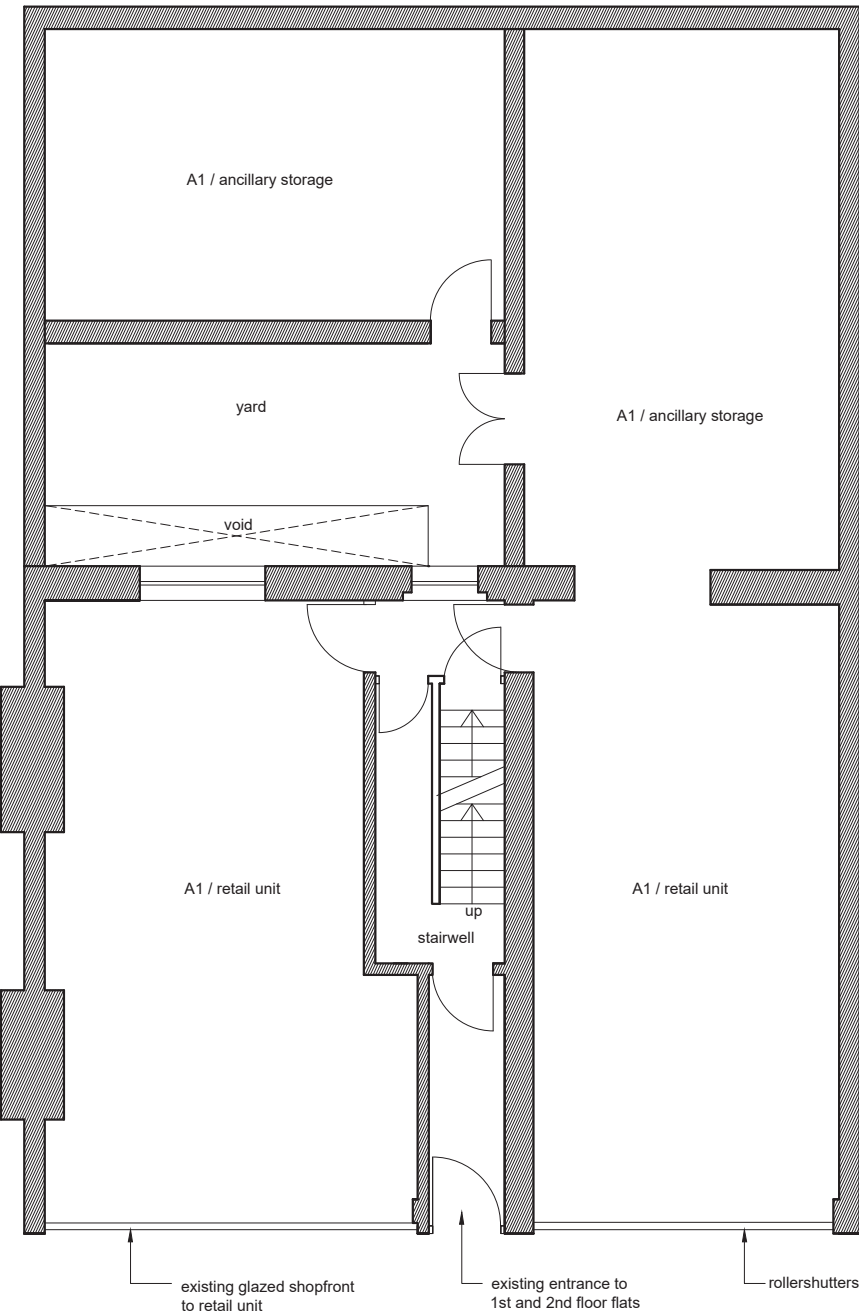 A1 / ancillary storage
yard
A1 / ancillary storage
void
A1 / retail unit
A1 / retail unit
up
stairwell
existing glazed shopfront
to retail unit
existing entrance to
1st and 2nd floor flats
rollershutters